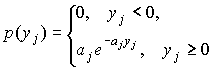 p(y_j) = { 0, y_j < 0,
a_j e^{-a_j y_j}, y_j ≥ 0